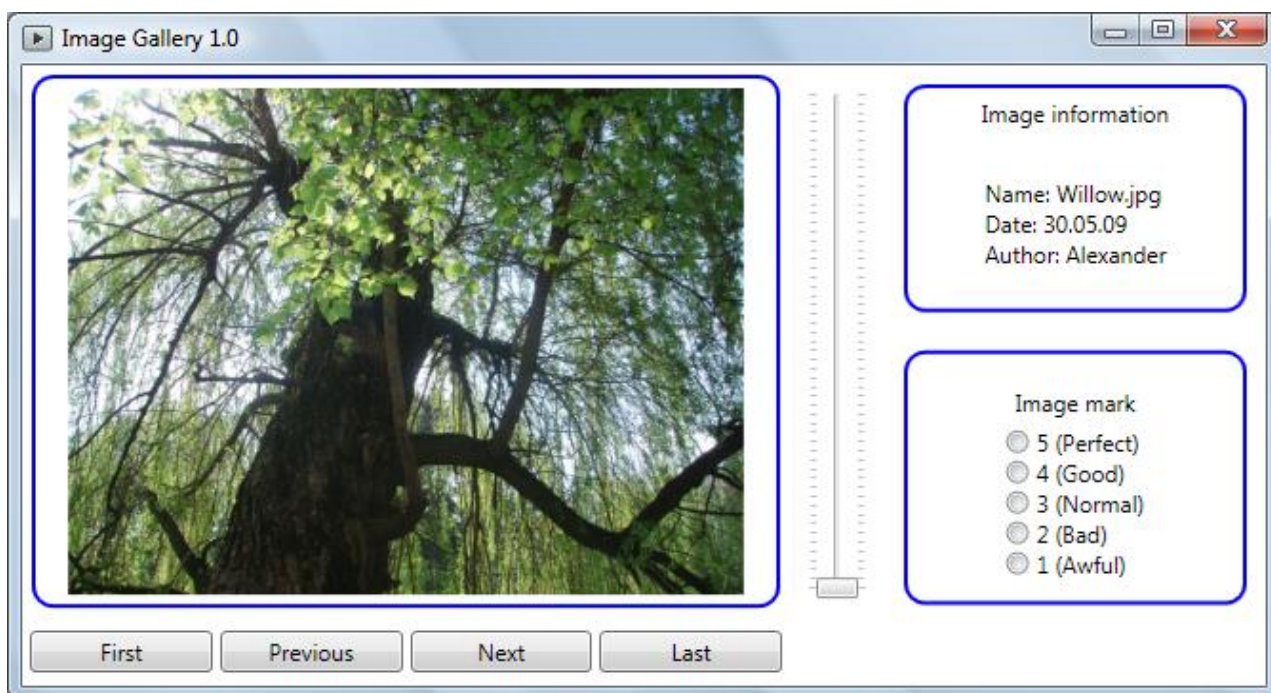 Image Gallery 1.0
Image information
Name: Willow.jpg
Date: 30.05.09
Author: Alexander
Image mark
5 (Perfect)
4 (Good)
3 (Normal)
2 (Bad)
1 (Awful)
First
Previous
Next
Last